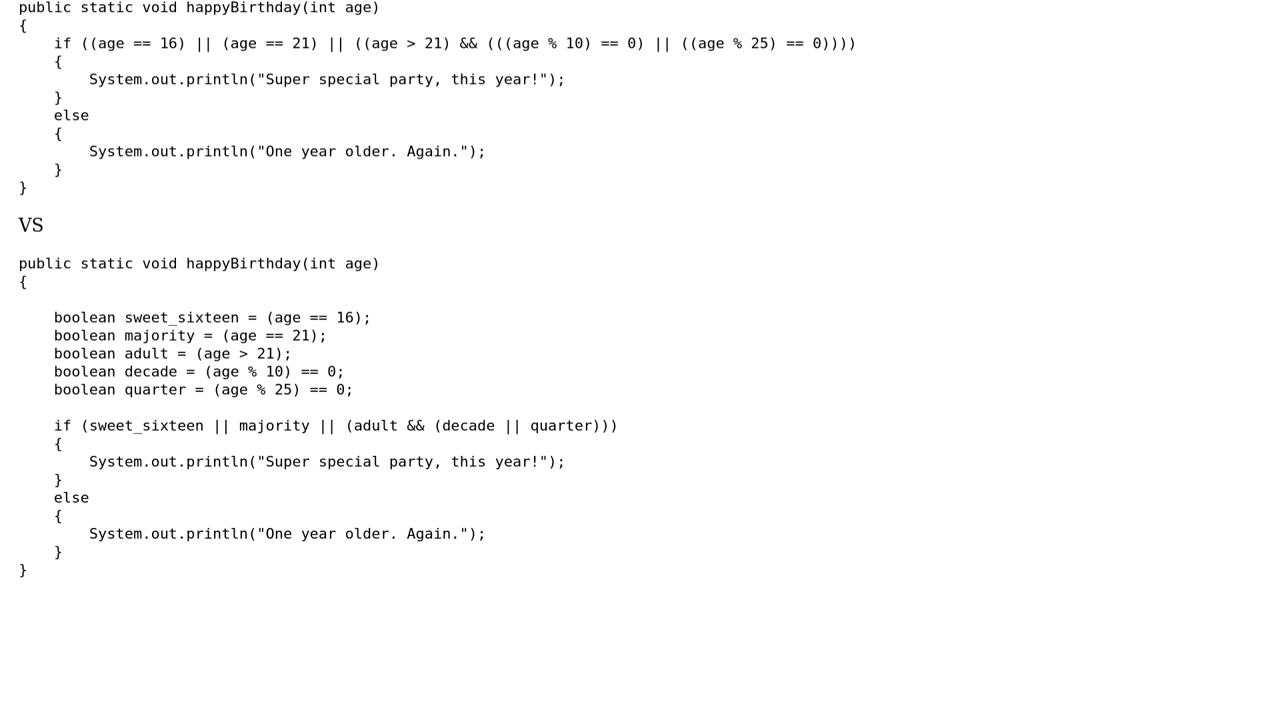 public static void happyBirthday(int age)
{
    if ((age == 16) || (age == 21) || ((age > 21) && (((age % 10) == 0) || ((age % 25) == 0))))
    {
        System.out.println("Super special party, this year!");
    }
    else
    {
        System.out.println("One year older. Again.");
    }
}
VS
public static void happyBirthday(int age)
{
    boolean sweet_sixteen = (age == 16);
    boolean majority = (age == 21);
    boolean adult = (age > 21);
    boolean decade = (age % 10) == 0;
    boolean quarter = (age % 25) == 0;
    if (sweet_sixteen || majority || (adult && (decade || quarter)))
    {
        System.out.println("Super special party, this year!");
    }
    else
    {
        System.out.println("One year older. Again.");
    }
}